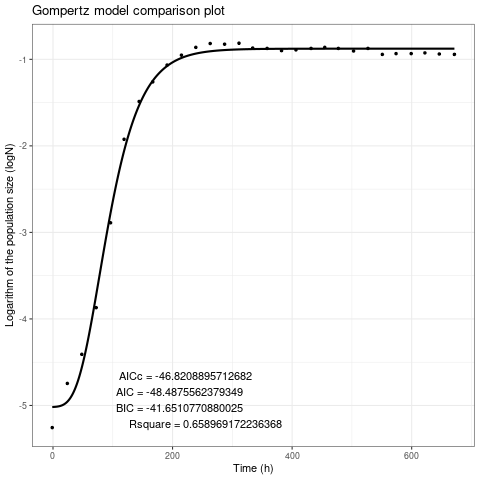 Gompertz model comparison plot
Logarithm of the population size (logN)
-1
-2
-3
-4
-5
AICc = -46.8208895712682
AIC = -48.4875562379349
BIC = -41.6510770880025
Rsquare = 0.658969172236368
0 200 400 600
Time (h)